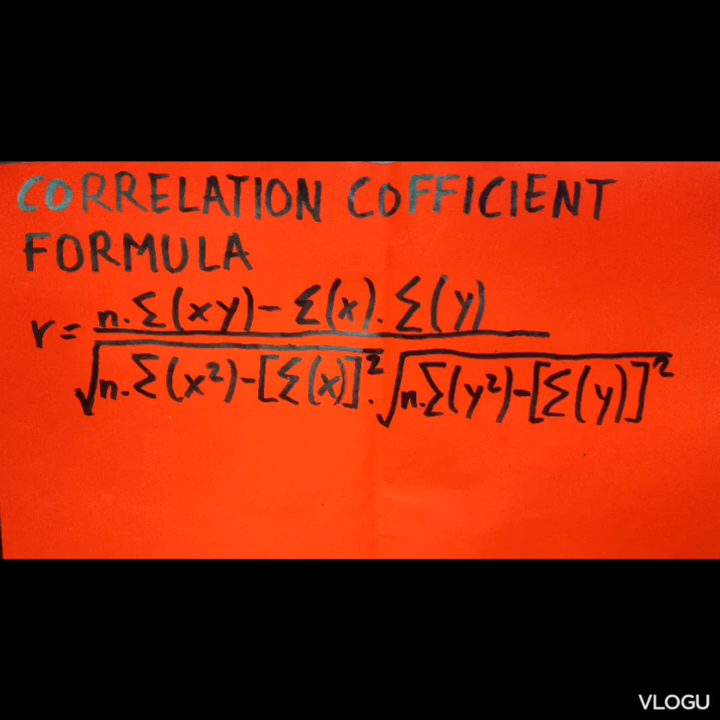 CORRELATION COFFICIENT
FORMULA
r = n.Σ(xy) - Σ(x).Σ(y)
√n.Σ(x²)-[Σ(x)]².√n.Σ(y²)-[Σ(y)]²
VLOGU